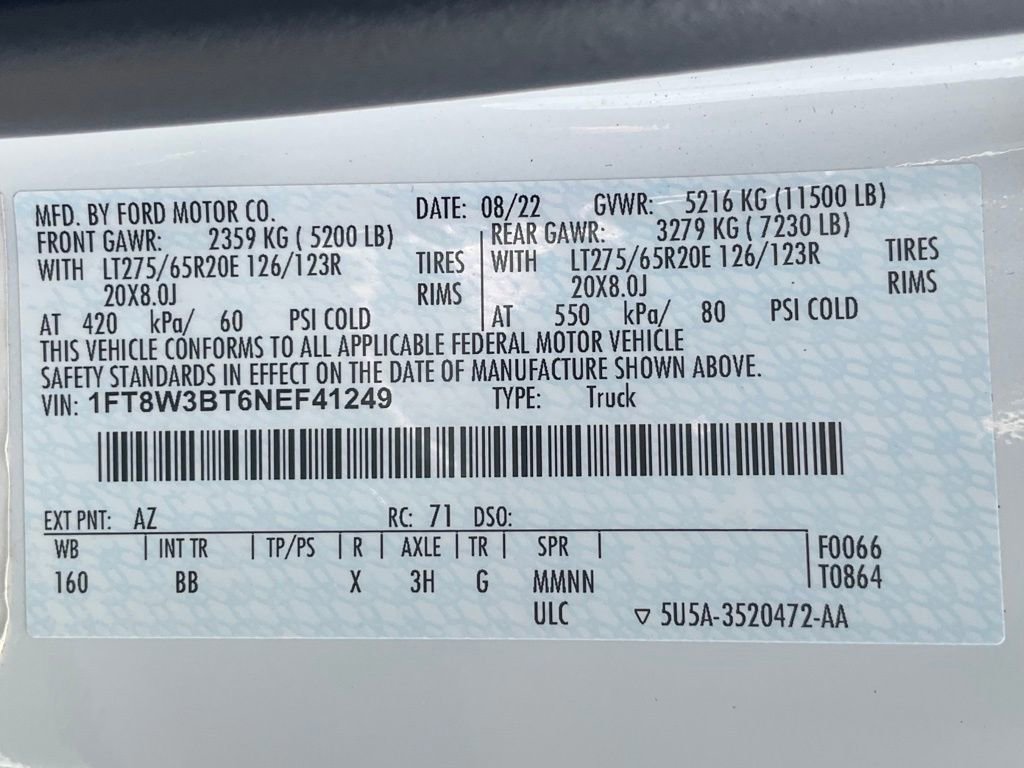 MFD. BY FORD MOTOR CO. DATE: 08/22 GVWR: 5216 KG (11500 LB)
FRONT GAWR: 2359 KG ( 5200 LB) REAR GAWR: 3279 KG ( 7230 LB)
WITH LT275/65R20E 126/123R TIRES WITH LT275/65R20E 126/123R TIRES
20X8.0J RIMS 20X8.0J RIMS
AT 420 kPa/ 60 PSI COLD AT 550 kPa/ 80 PSI COLD
THIS VEHICLE CONFORMS TO ALL APPLICABLE FEDERAL MOTOR VEHICLE
SAFETY STANDARDS IN EFFECT ON THE DATE OF MANUFACTURE SHOWN ABOVE.
VIN: 1FT8W3BT6NEF41249 TYPE: Truck
EXT PNT: AZ RC: 71 DSO:
WB | INT TR | TP/PS | R | AXLE | TR | SPR | F0066
160 BB X 3H G MMNN T0864
ULC ▽ 5U5A-3520472-AA